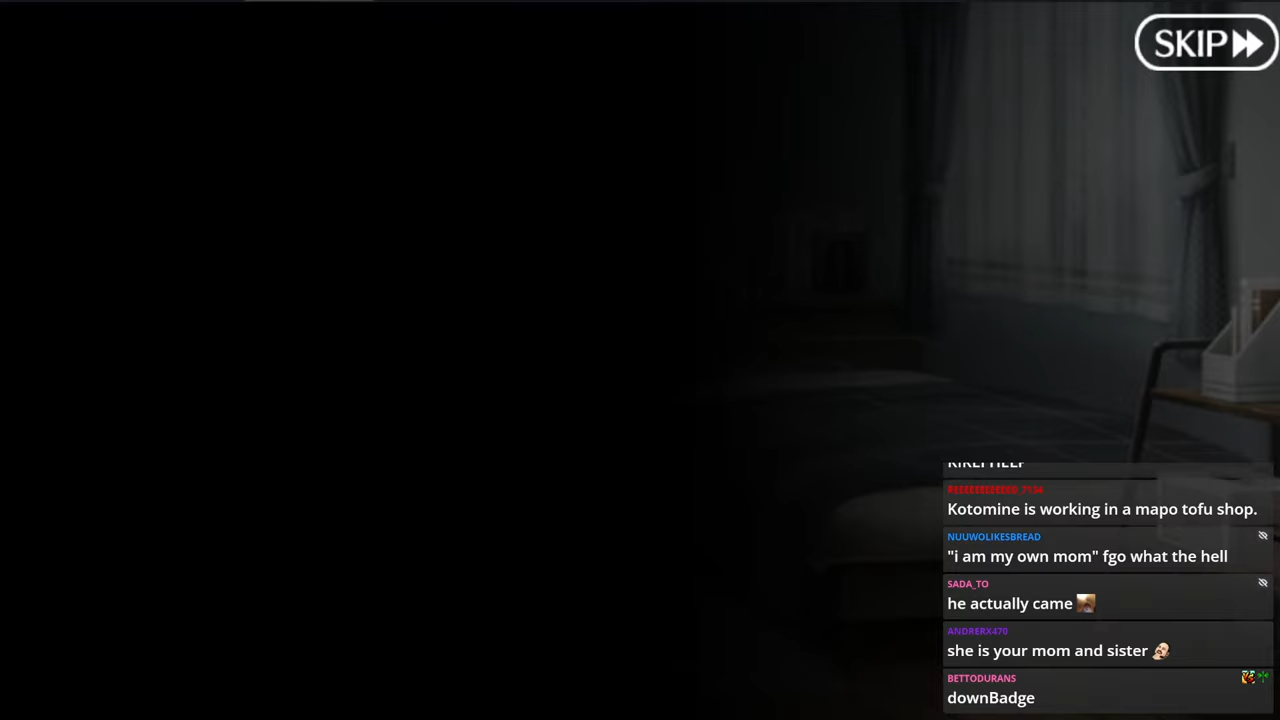 SKIP
Kotomine is working in a mapo tofu shop.
NUUWOLIKESBREAD
"i am my own mom" fgo what the hell
SADA_TO
he actually came
ANDRERX470
she is your mom and sister
BETTODURANS
downBadge